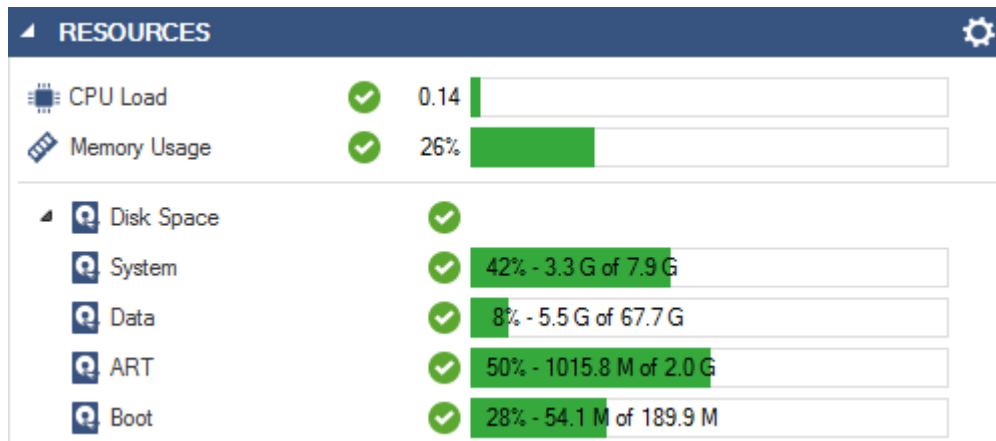 RESOURCES
CPU Load 0.14
Memory Usage 26%
Disk Space
System 42% - 3.3 G of 7.9 G
Data 8% - 5.5 G of 67.7 G
ART 50% - 1015.8 M of 2.0 G
Boot 28% - 54.1 M of 189.9 M